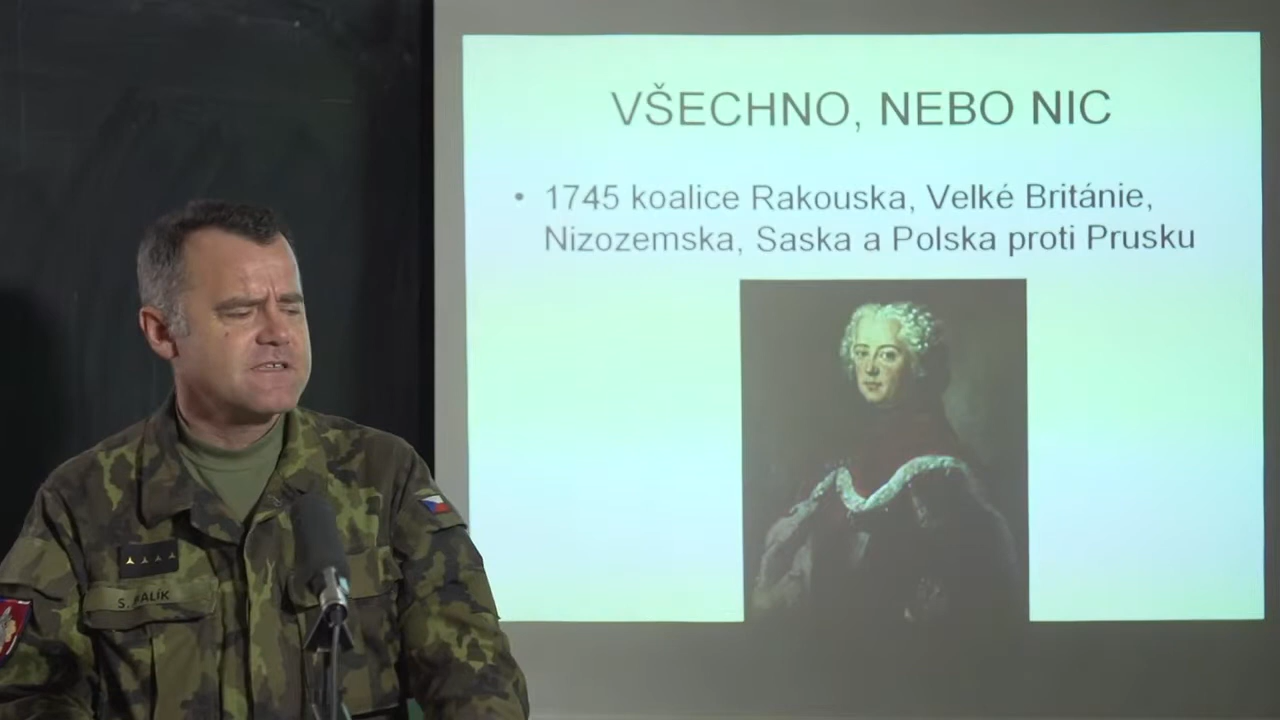 VŠECHNO, NEBO NIC
• 1745 koalice Rakouska, Velké Británie,
Nizozemska, Saska a Polska proti Prusku